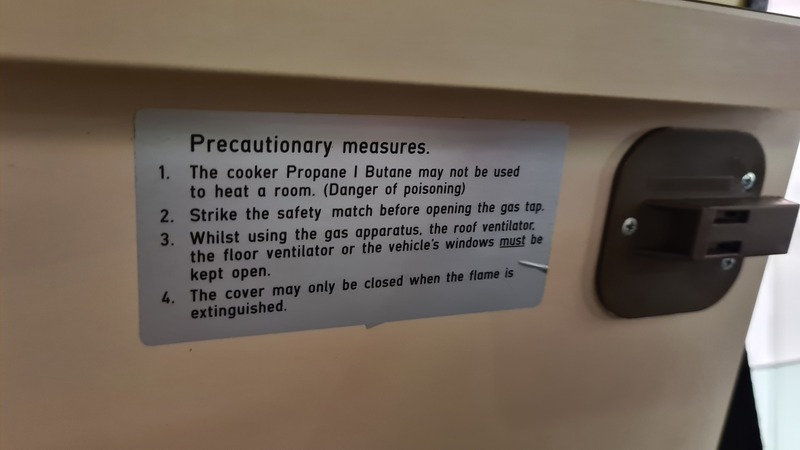 Precautionary measures.
1. The cooker Propane | Butane may not be used
to heat a room. (Danger of poisoning)
2. Strike the safety match before opening the gas tap.
3. Whilst using the gas apparatus, the roof ventilator,
the floor ventilator or the vehicle's windows must be
kept open.
4. The cover may only be closed when the flame is
extinguished.